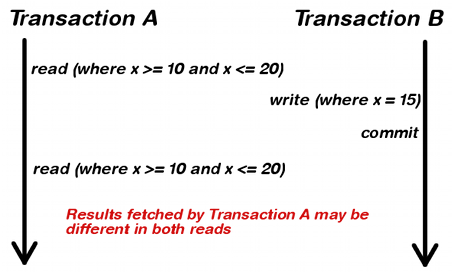 Transaction A
Transaction B
read (where x >= 10 and x <= 20)
write (where x = 15)
commit
read (where x >= 10 and x <= 20)
Results fetched by Transaction A may be
different in both reads